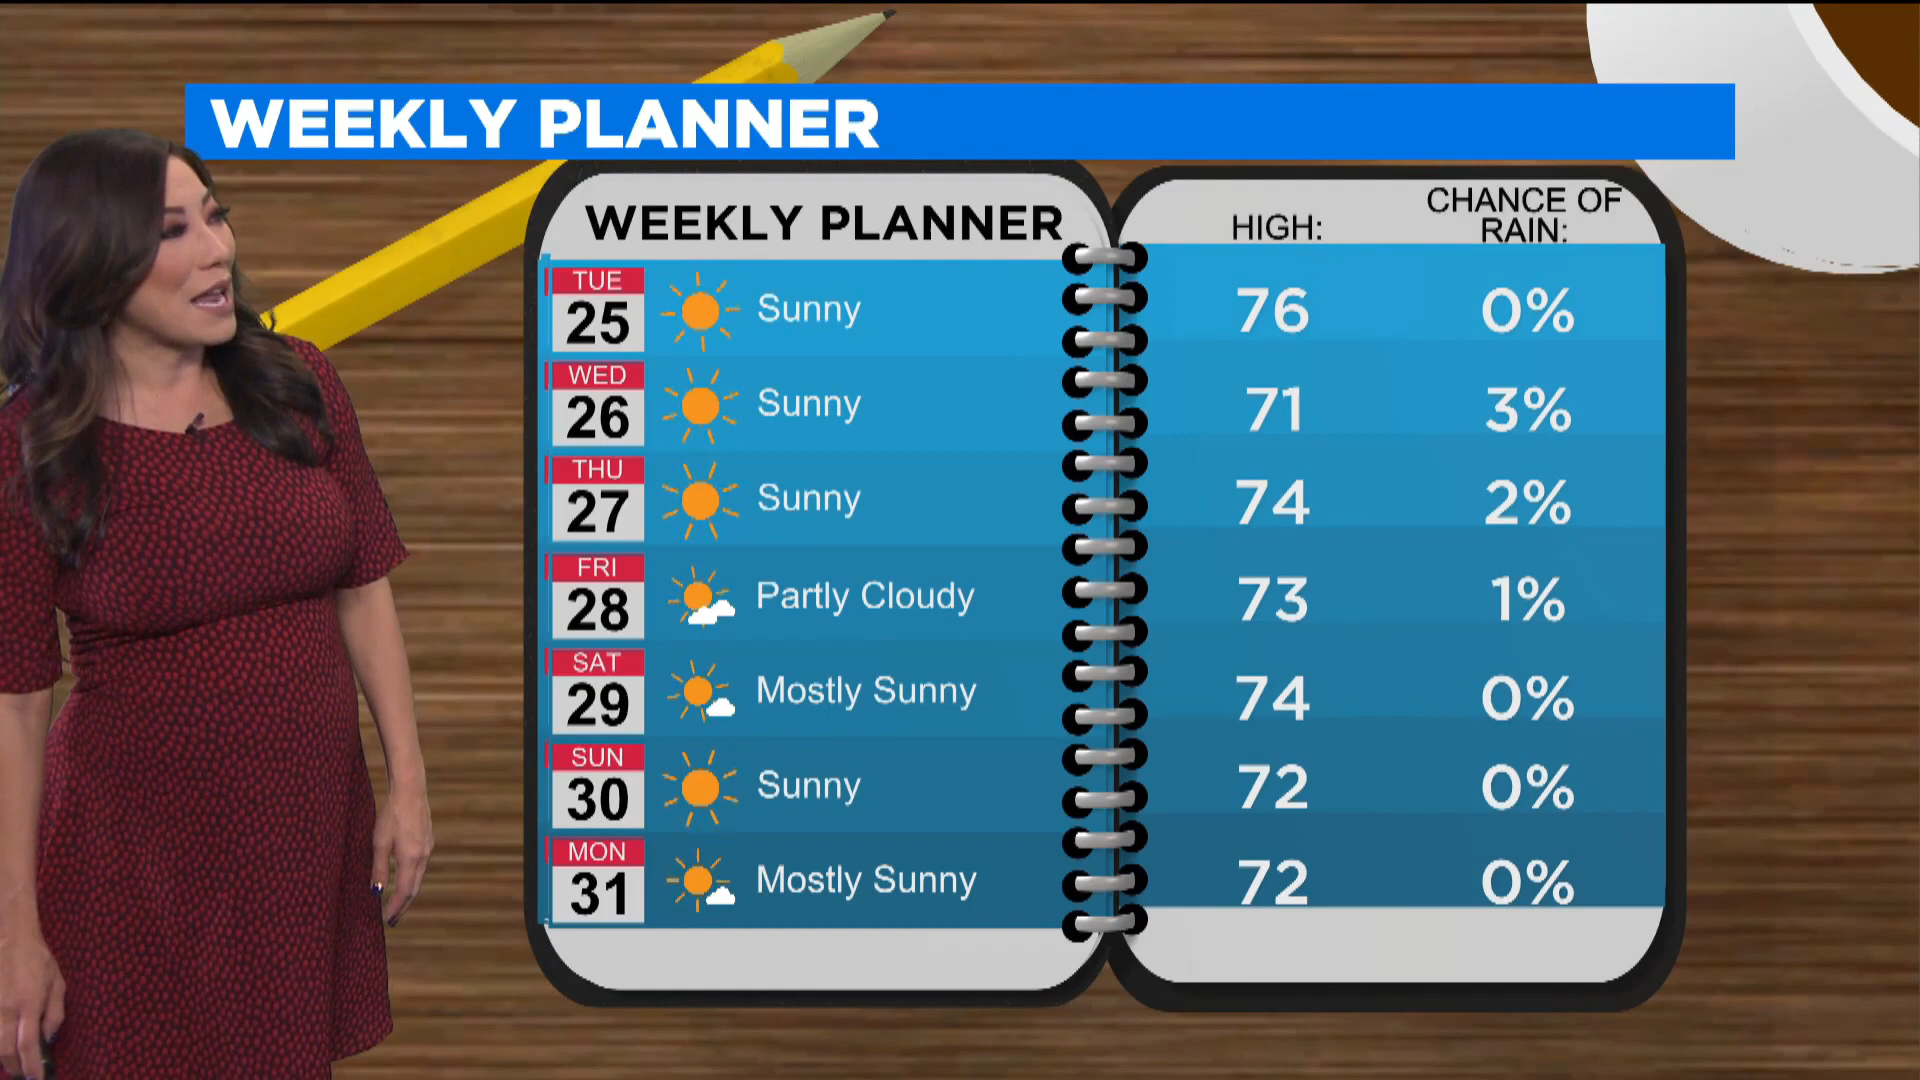 WEEKLY PLANNER
WEEKLY PLANNER
HIGH:
CHANCE OF
RAIN:
TUE
25
Sunny
76
0%
WED
26
Sunny
71
3%
THU
27
Sunny
74
2%
FRI
28
Partly Cloudy
73
1%
SAT
29
Mostly Sunny
74
0%
SUN
30
Sunny
72
0%
MON
31
Mostly Sunny
72
0%